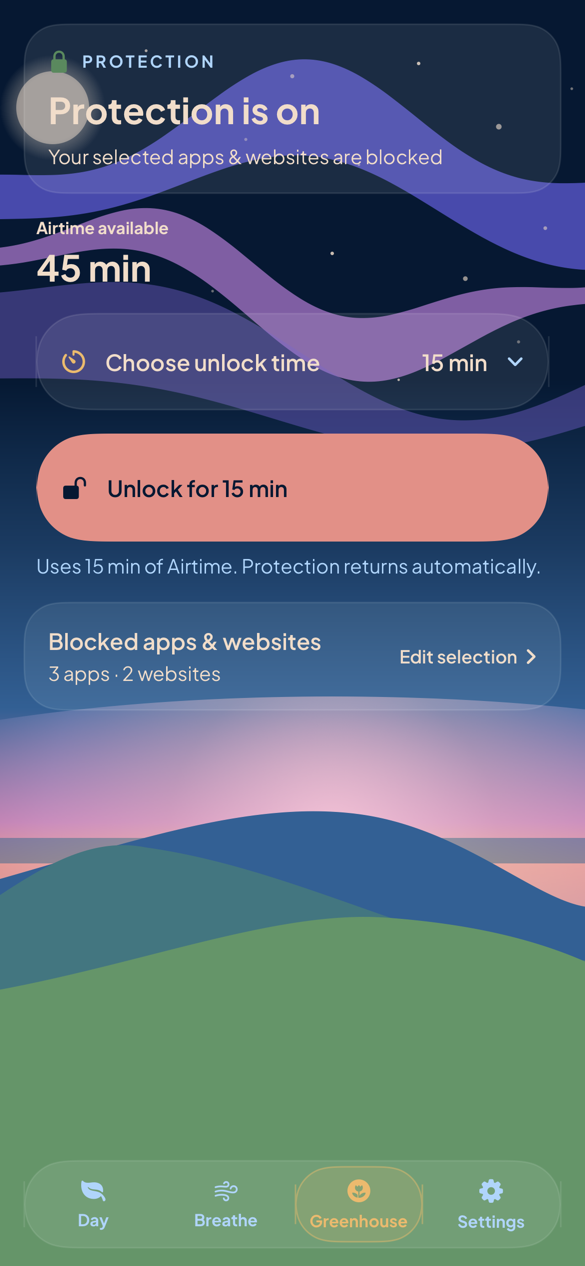 PROTECTION
Protection is on
Your selected apps & websites are blocked
Airtime available
45 min
Choose unlock time 15 min
Unlock for 15 min
Uses 15 min of Airtime. Protection returns automatically.
Blocked apps & websites
3 apps · 2 websites
Edit selection
Day Breathe Greenhouse Settings